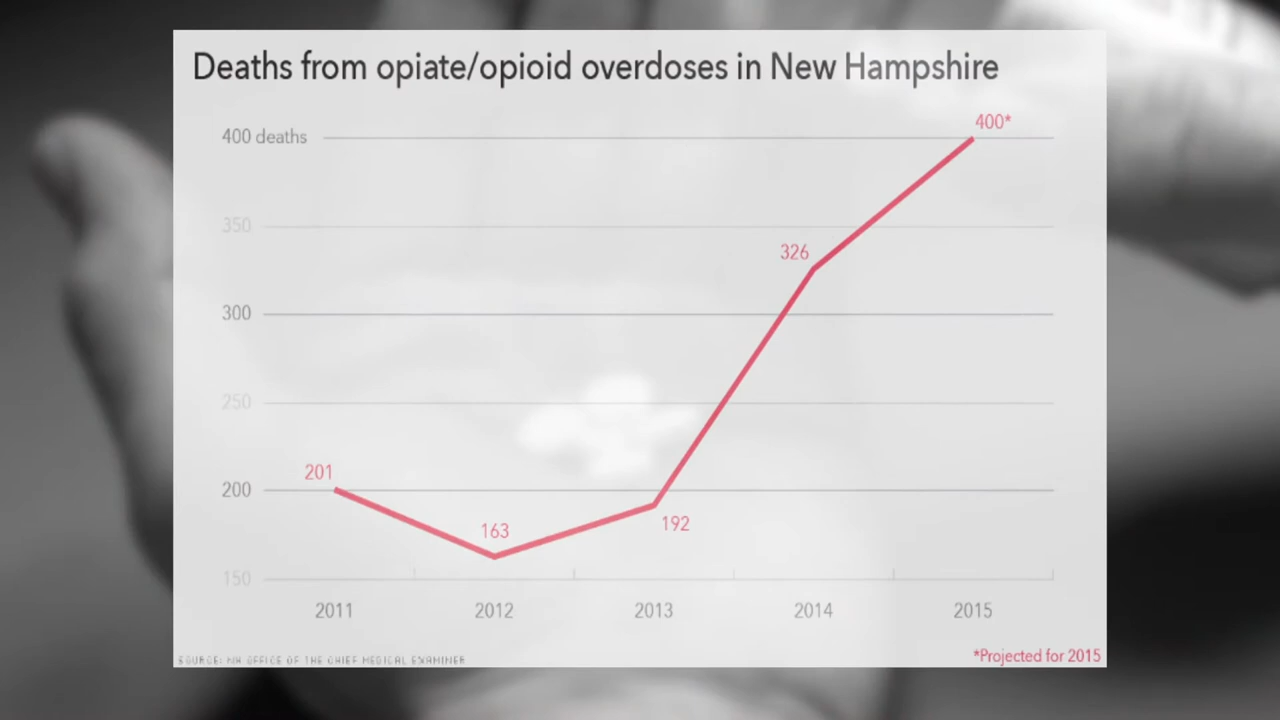 Deaths from opiate/opioid overdoses in New Hampshire
400*
400 deaths
350
326
300
250
201
200
163
192
150
2011 2012 2013 2014 2015
SOURCE: NH OFFICE OF THE CHIEF MEDICAL EXAMINER
*Projected for 2015